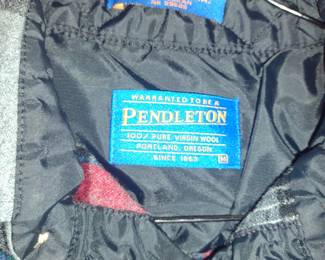 WARRANTED TO BE A
PENDLETON
100% PURE VIRGIN WOOL
PORTLAND, OREGON
SINCE 1863
M